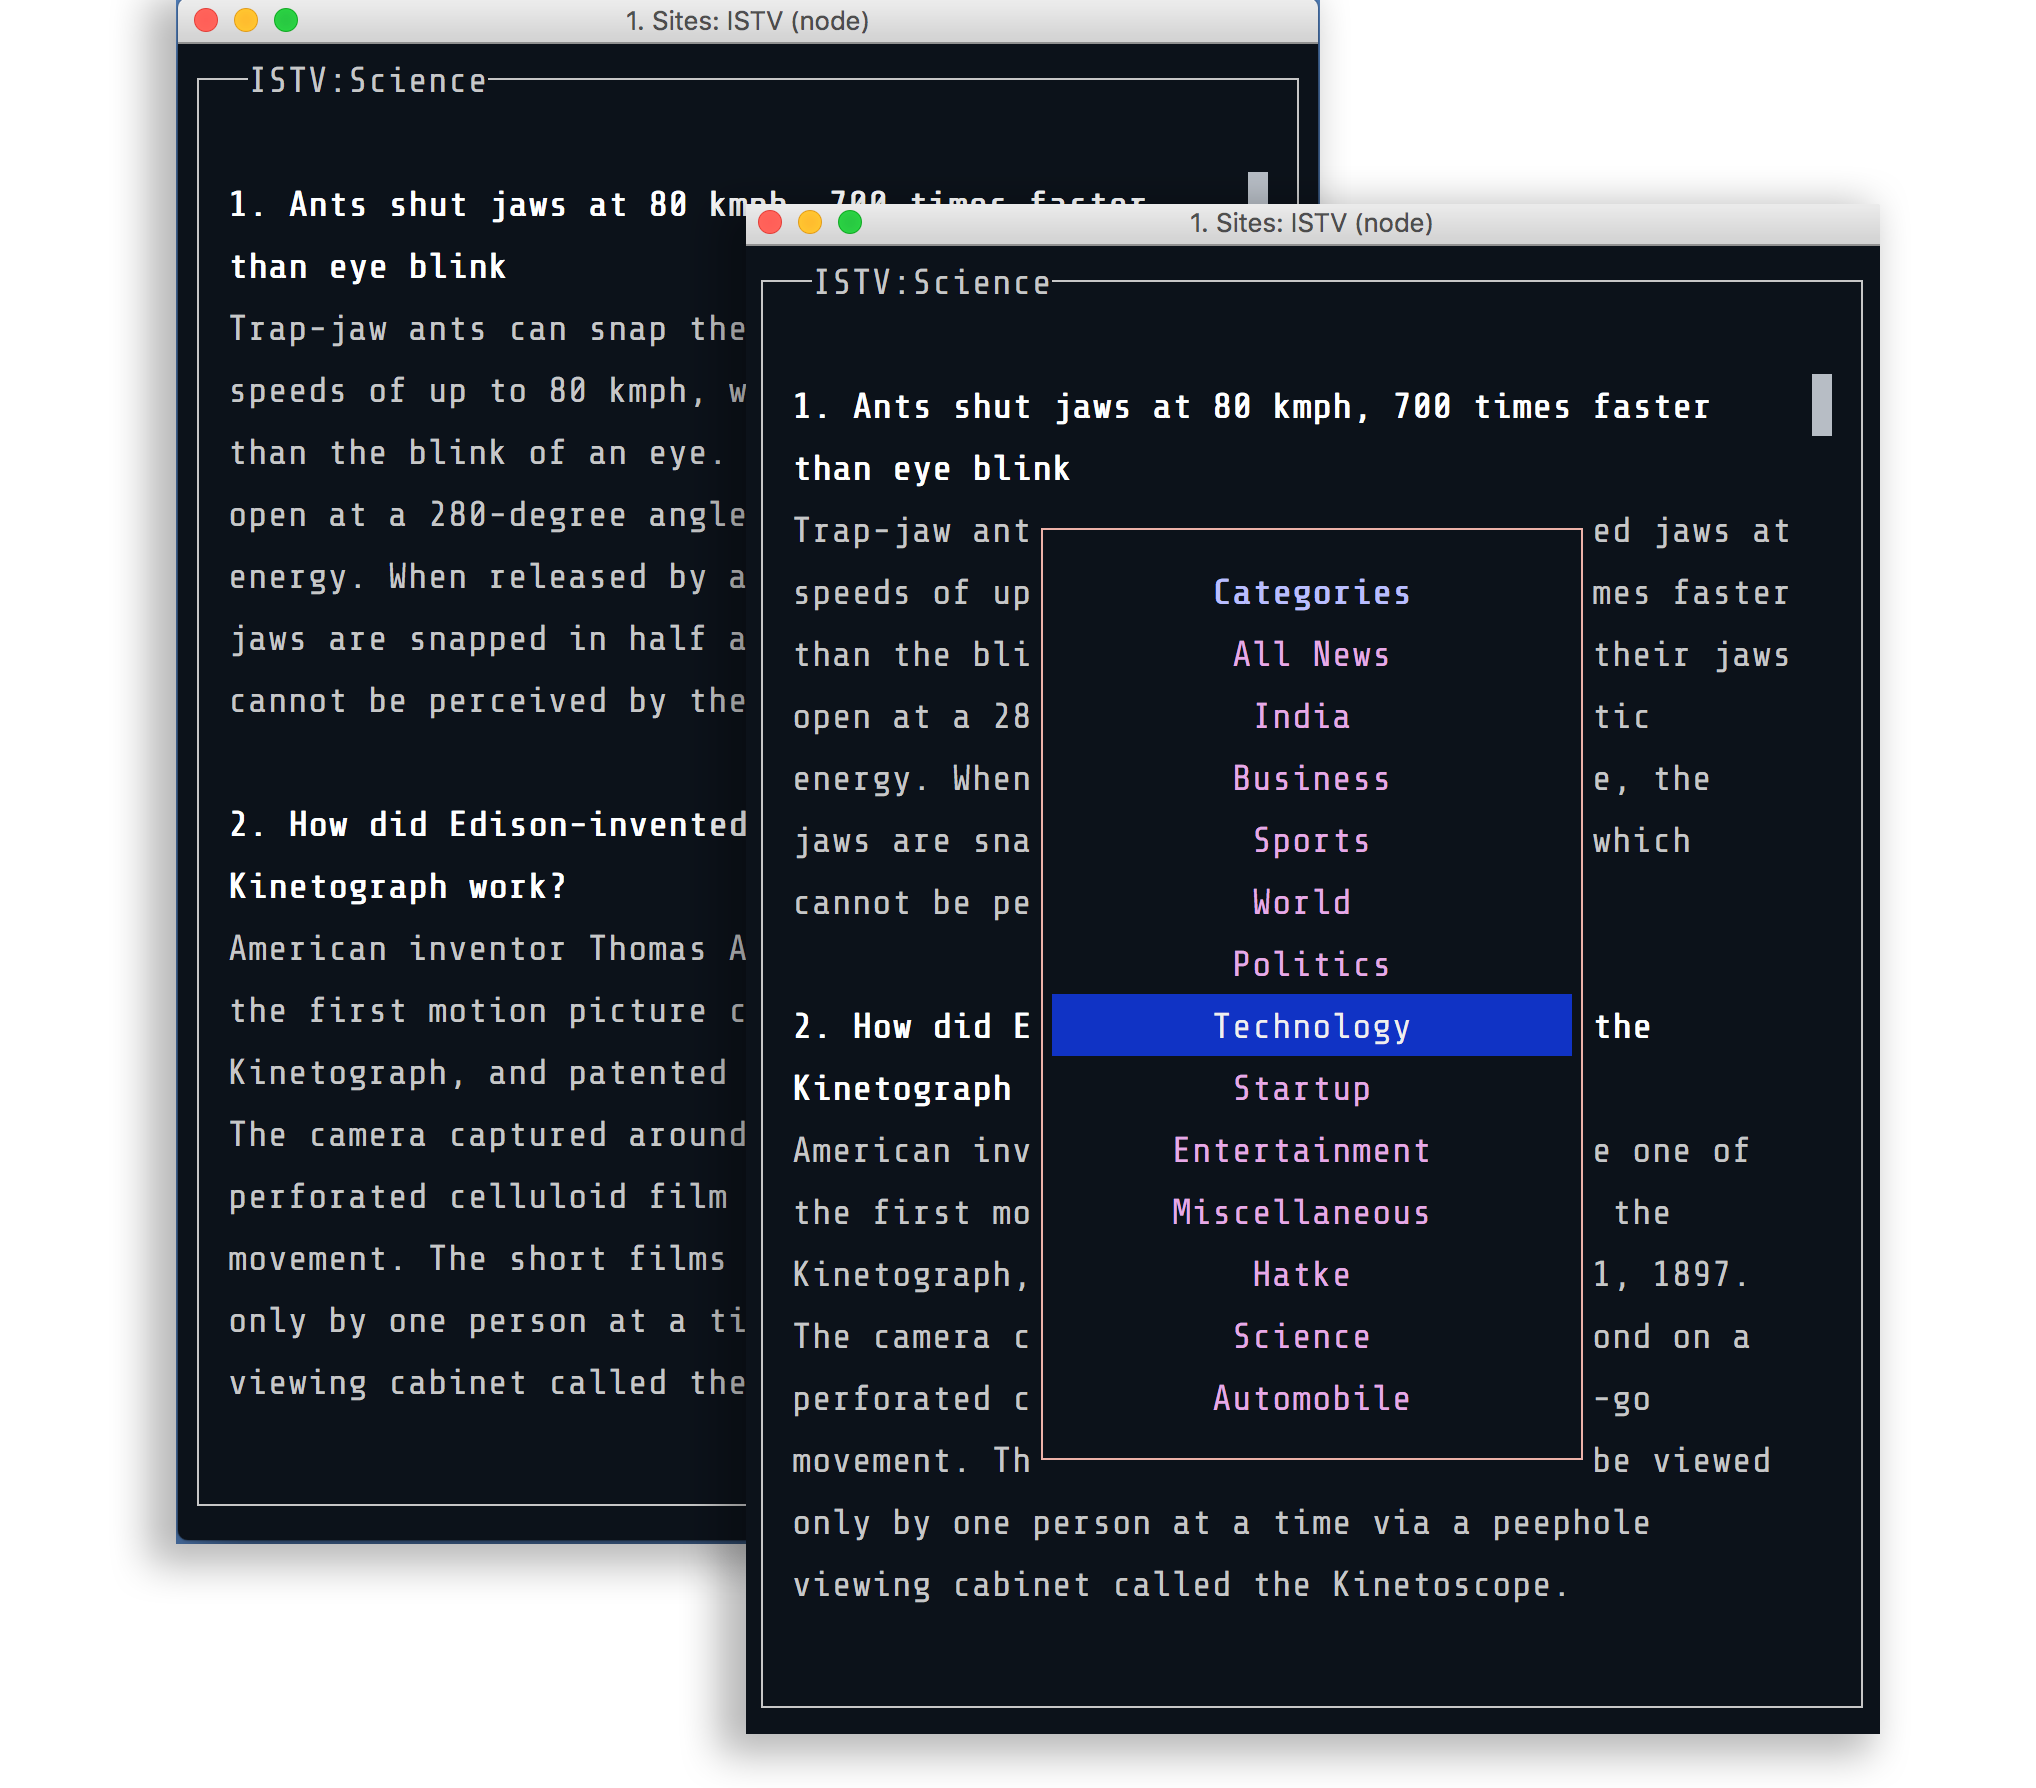 1. Sites: ISTV (node)
ISTV:Science
1. Ants shut jaws at 80 kmph, 700 times faster
than eye blink
Trap-jaw ants can snap the
speeds of up to 80 kmph,
than the blink of an eye.
open at a 280-degree angle
energy. When released by a
jaws are snapped in half a
cannot be perceived by the
2. How did Edison-invented
Kinetograph work?
American inventor Thomas A
the first motion picture c
Kinetograph, and patented
The camera captured around
perforated celluloid film
movement. The short films
only by one person at a ti
viewing cabinet called the
1. Sites: ISTV (node)
ISTV:Science
1. Ants shut jaws at 80 kmph, 700 times faster
than eye blink
Trap-jaw ant ed jaws at
speeds of up mes faster
than the bli their jaws
open at a 28 tic
energy. When e, the
jaws are sna which
cannot be pe
2. How did E the
Kinetograph
American inv e one of
the first mo the
Kinetograph, 1, 1897.
The camera c ond on a
perforated c -go
movement. Th be viewed
only by one person at a time via a peephole
viewing cabinet called the Kinetoscope.
Categories
All News
India
Business
Sports
World
Politics
Technology
Startup
Entertainment
Miscellaneous
Hatke
Science
Automobile